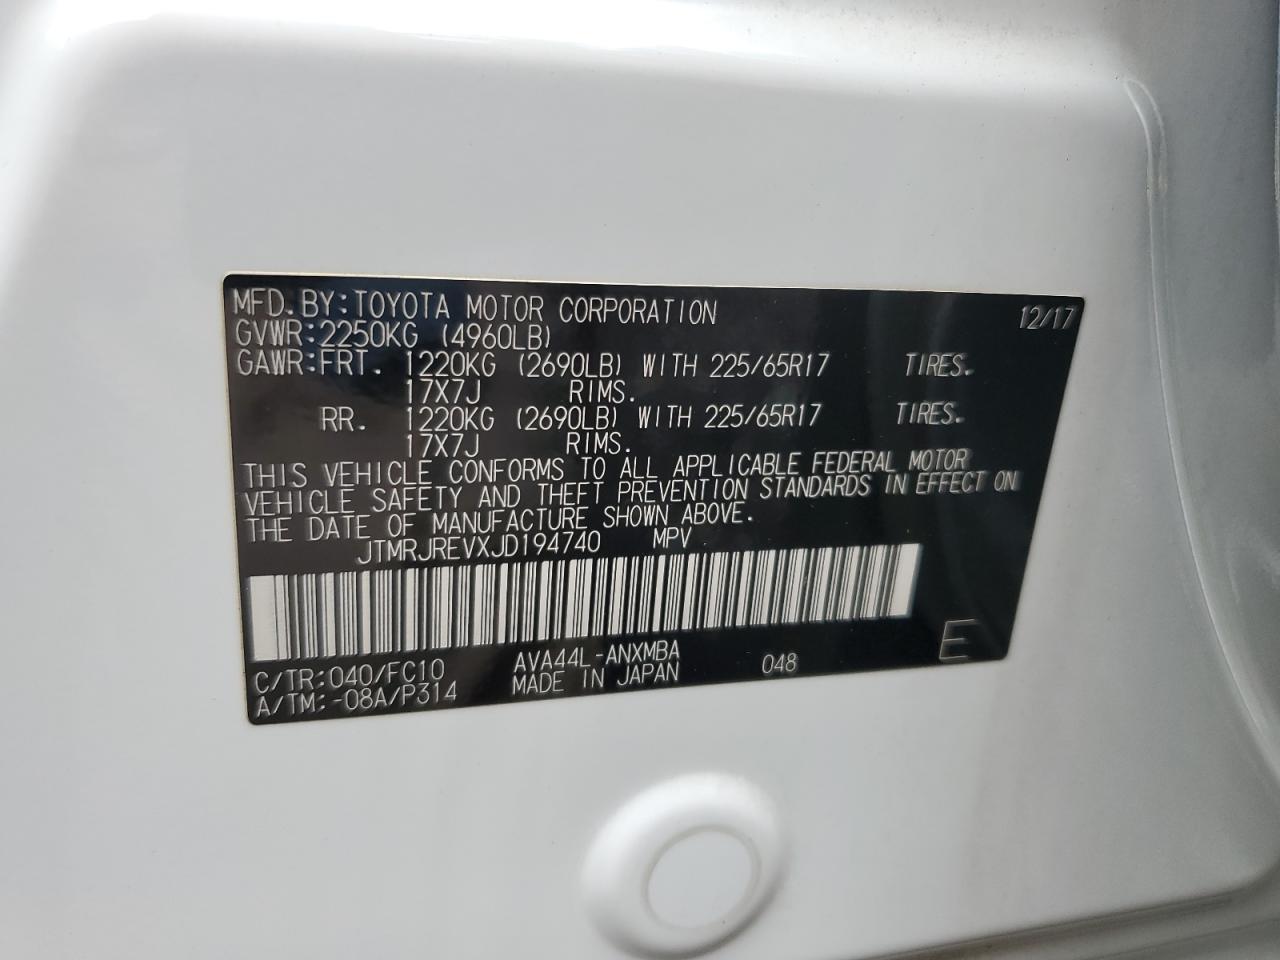 MFD.BY:TOYOTA MOTOR CORPORATION 12/17
GVWR:2250KG (4960LB)
GAWR:FRT. 1220KG (2690LB) WITH 225/65R17 TIRES.
17X7J RIMS.
RR. 1220KG (2690LB) WITH 225/65R17 TIRES.
17X7J RIMS.
THIS VEHICLE CONFORMS TO ALL APPLICABLE FEDERAL MOTOR
VEHICLE SAFETY AND THEFT PREVENTION STANDARDS IN EFFECT ON
THE DATE OF MANUFACTURE SHOWN ABOVE.
JTMRJREVXJD194740 MPV
C/TR:040/FC10 AVA44L-ANXMBA 048 E
A/TM:-08A/P314 MADE IN JAPAN